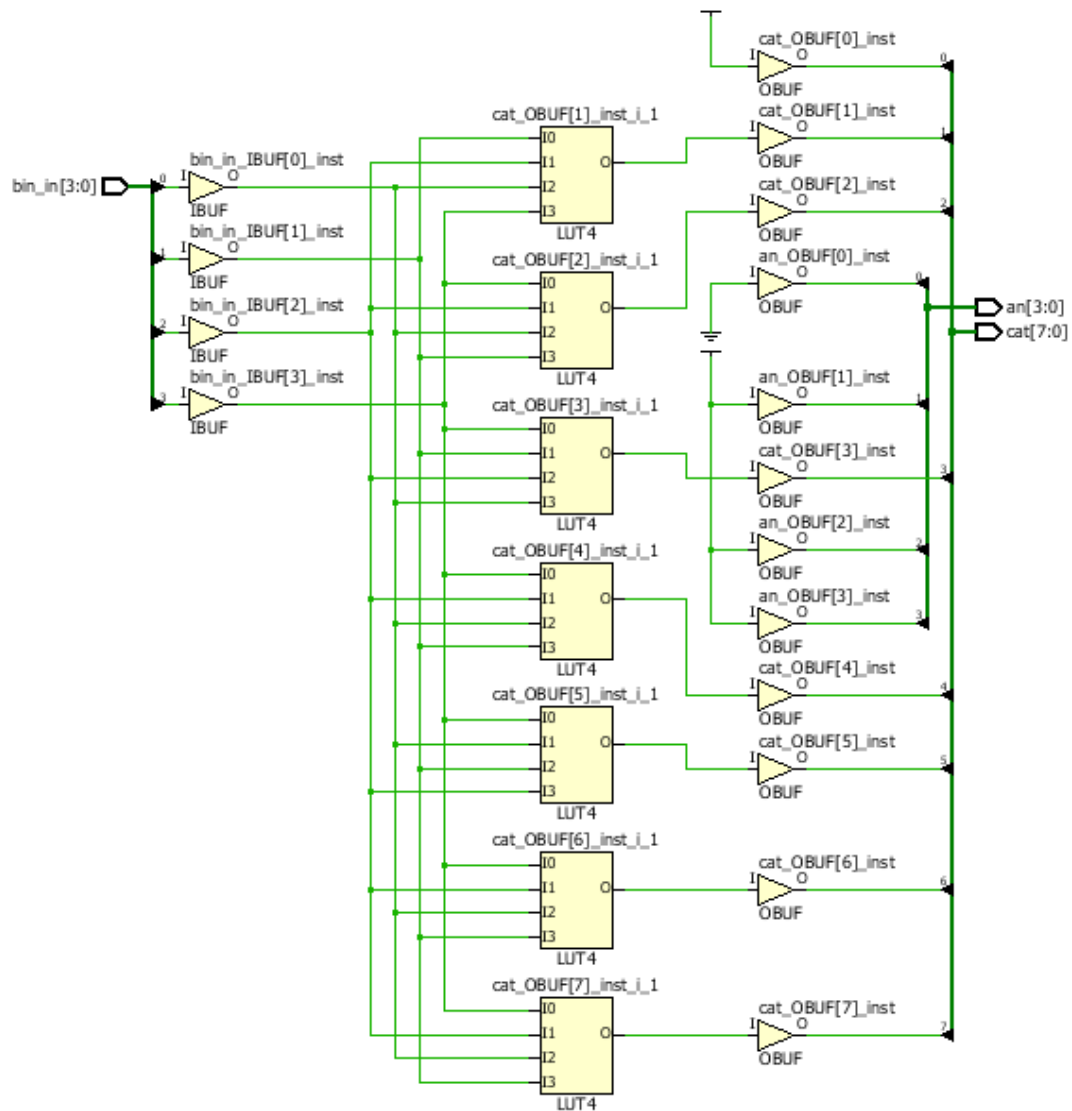 bin_in[3:0]
0
I
bin_in_IBUF[0]_inst
O
IBUF
1
I
bin_in_IBUF[1]_inst
O
IBUF
2
I
bin_in_IBUF[2]_inst
O
IBUF
3
I
bin_in_IBUF[3]_inst
O
IBUF
cat_OBUF[1]_inst_i_1
I0
I1
I2
I3
O
LUT4
cat_OBUF[2]_inst_i_1
I0
I1
I2
I3
O
LUT4
cat_OBUF[3]_inst_i_1
I0
I1
I2
I3
O
LUT4
cat_OBUF[4]_inst_i_1
I0
I1
I2
I3
O
LUT4
cat_OBUF[5]_inst_i_1
I0
I1
I2
I3
O
LUT4
cat_OBUF[6]_inst_i_1
I0
I1
I2
I3
O
LUT4
cat_OBUF[7]_inst_i_1
I0
I1
I2
I3
O
LUT4
cat_OBUF[0]_inst
I
O
OBUF
0
cat_OBUF[1]_inst
I
O
OBUF
1
cat_OBUF[2]_inst
I
O
OBUF
2
an_OBUF[0]_inst
I
O
OBUF
0
an_OBUF[1]_inst
I
O
OBUF
1
cat_OBUF[3]_inst
I
O
OBUF
3
an_OBUF[2]_inst
I
O
OBUF
2
an_OBUF[3]_inst
I
O
OBUF
3
cat_OBUF[4]_inst
I
O
OBUF
4
cat_OBUF[5]_inst
I
O
OBUF
5
cat_OBUF[6]_inst
I
O
OBUF
6
cat_OBUF[7]_inst
I
O
OBUF
7
an[3:0]
cat[7:0]